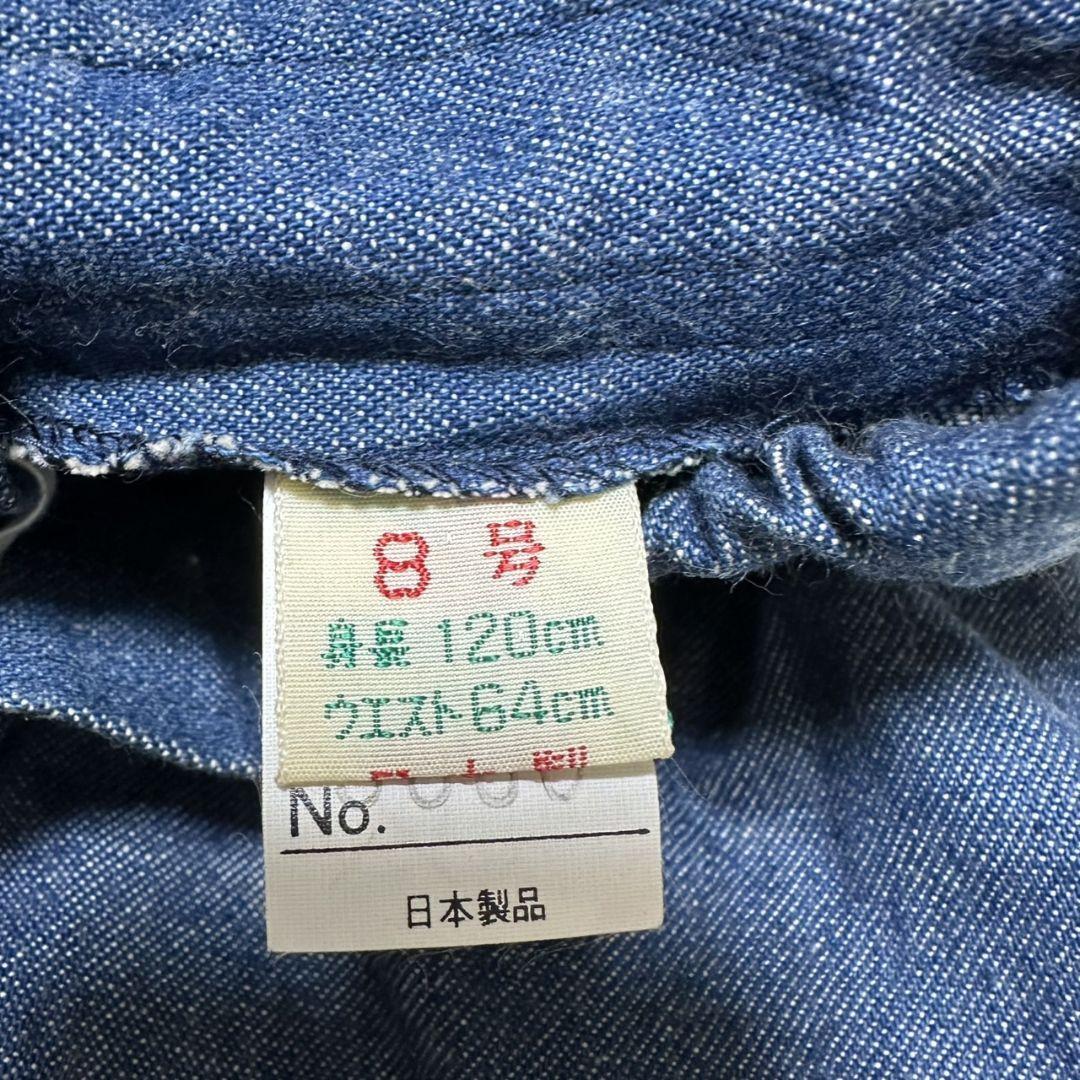 8 号
身長 120cm
ウエスト64cm
No.
日本製品